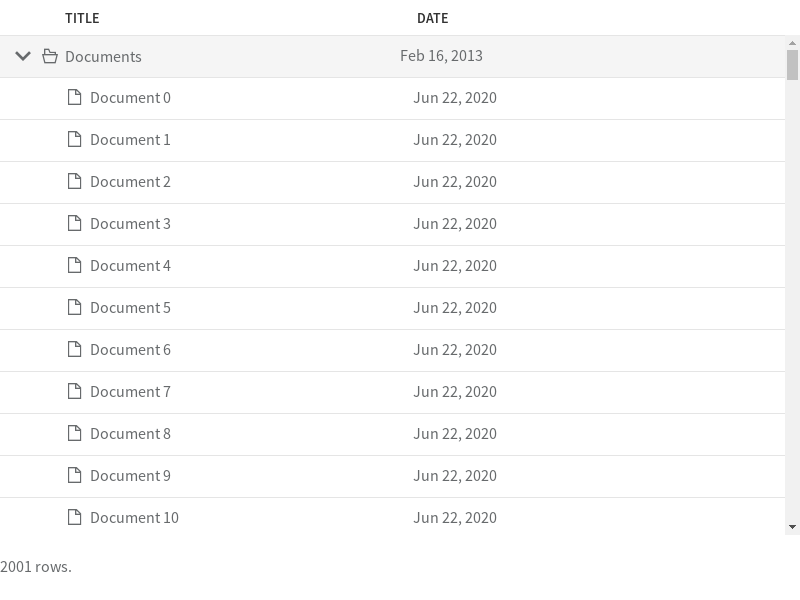 TITLE DATE
Documents Feb 16, 2013
Document 0 Jun 22, 2020
Document 1 Jun 22, 2020
Document 2 Jun 22, 2020
Document 3 Jun 22, 2020
Document 4 Jun 22, 2020
Document 5 Jun 22, 2020
Document 6 Jun 22, 2020
Document 7 Jun 22, 2020
Document 8 Jun 22, 2020
Document 9 Jun 22, 2020
Document 10 Jun 22, 2020
2001 rows.